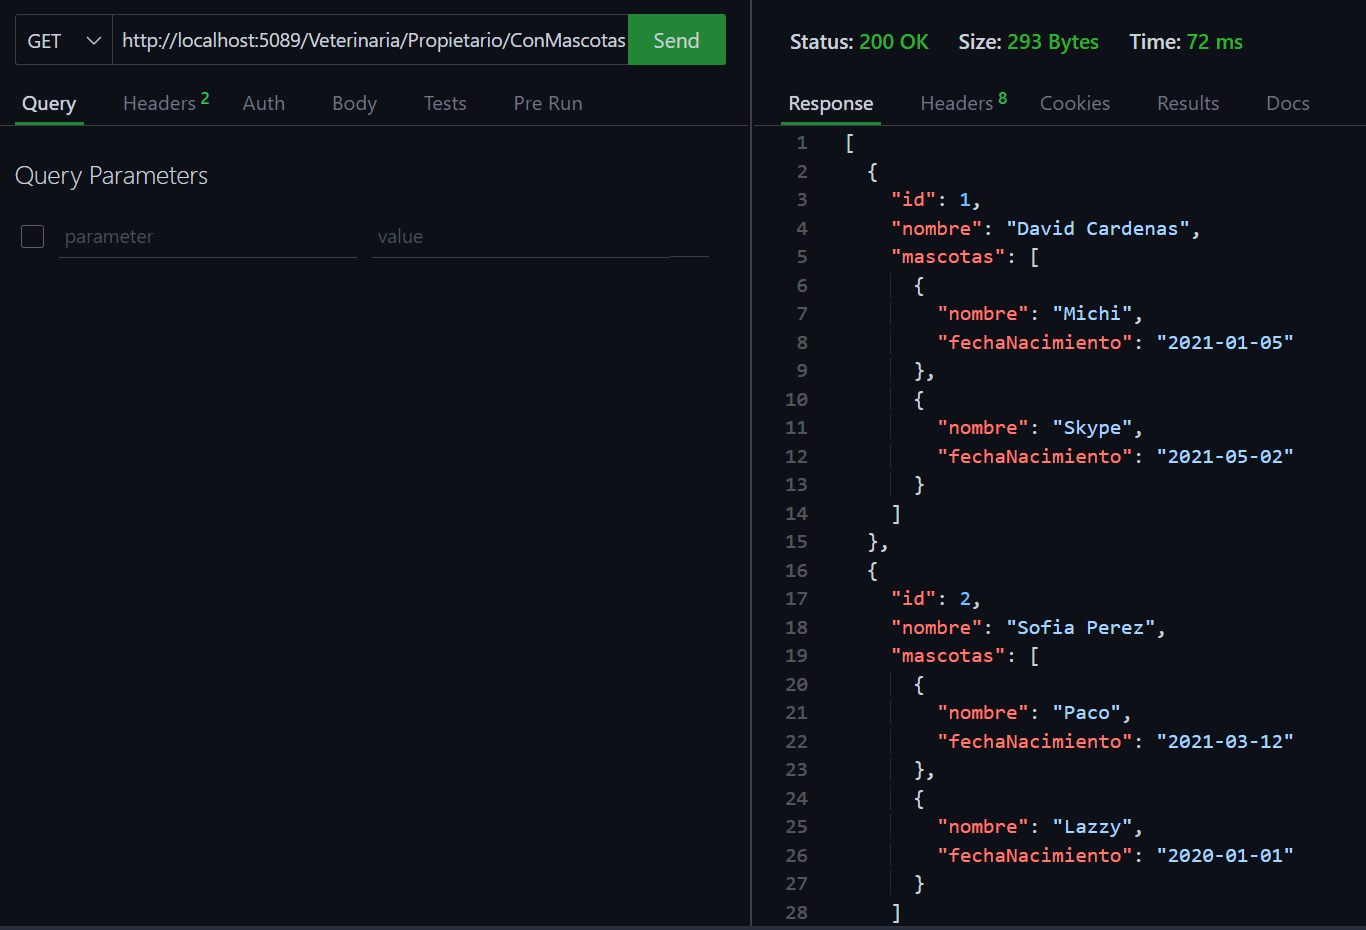 GET http://localhost:5089/Veterinaria/Propietario/ConMascotas Send
Query Headers 2 Auth Body Tests Pre Run
Query Parameters
parameter value
Status: 200 OK Size: 293 Bytes Time: 72 ms
Response Headers 8 Cookies Results Docs
1 [
2 {
3 "id": 1,
4 "nombre": "David Cardenas",
5 "mascotas": [
6 {
7 "nombre": "Michi",
8 "fechaNacimiento": "2021-01-05"
9 },
10 {
11 "nombre": "Skype",
12 "fechaNacimiento": "2021-05-02"
13 }
14 ]
15 },
16 {
17 "id": 2,
18 "nombre": "Sofia Perez",
19 "mascotas": [
20 {
21 "nombre": "Paco",
22 "fechaNacimiento": "2021-03-12"
23 },
24 {
25 "nombre": "Lazzy",
26 "fechaNacimiento": "2020-01-01"
27 }
28 ]